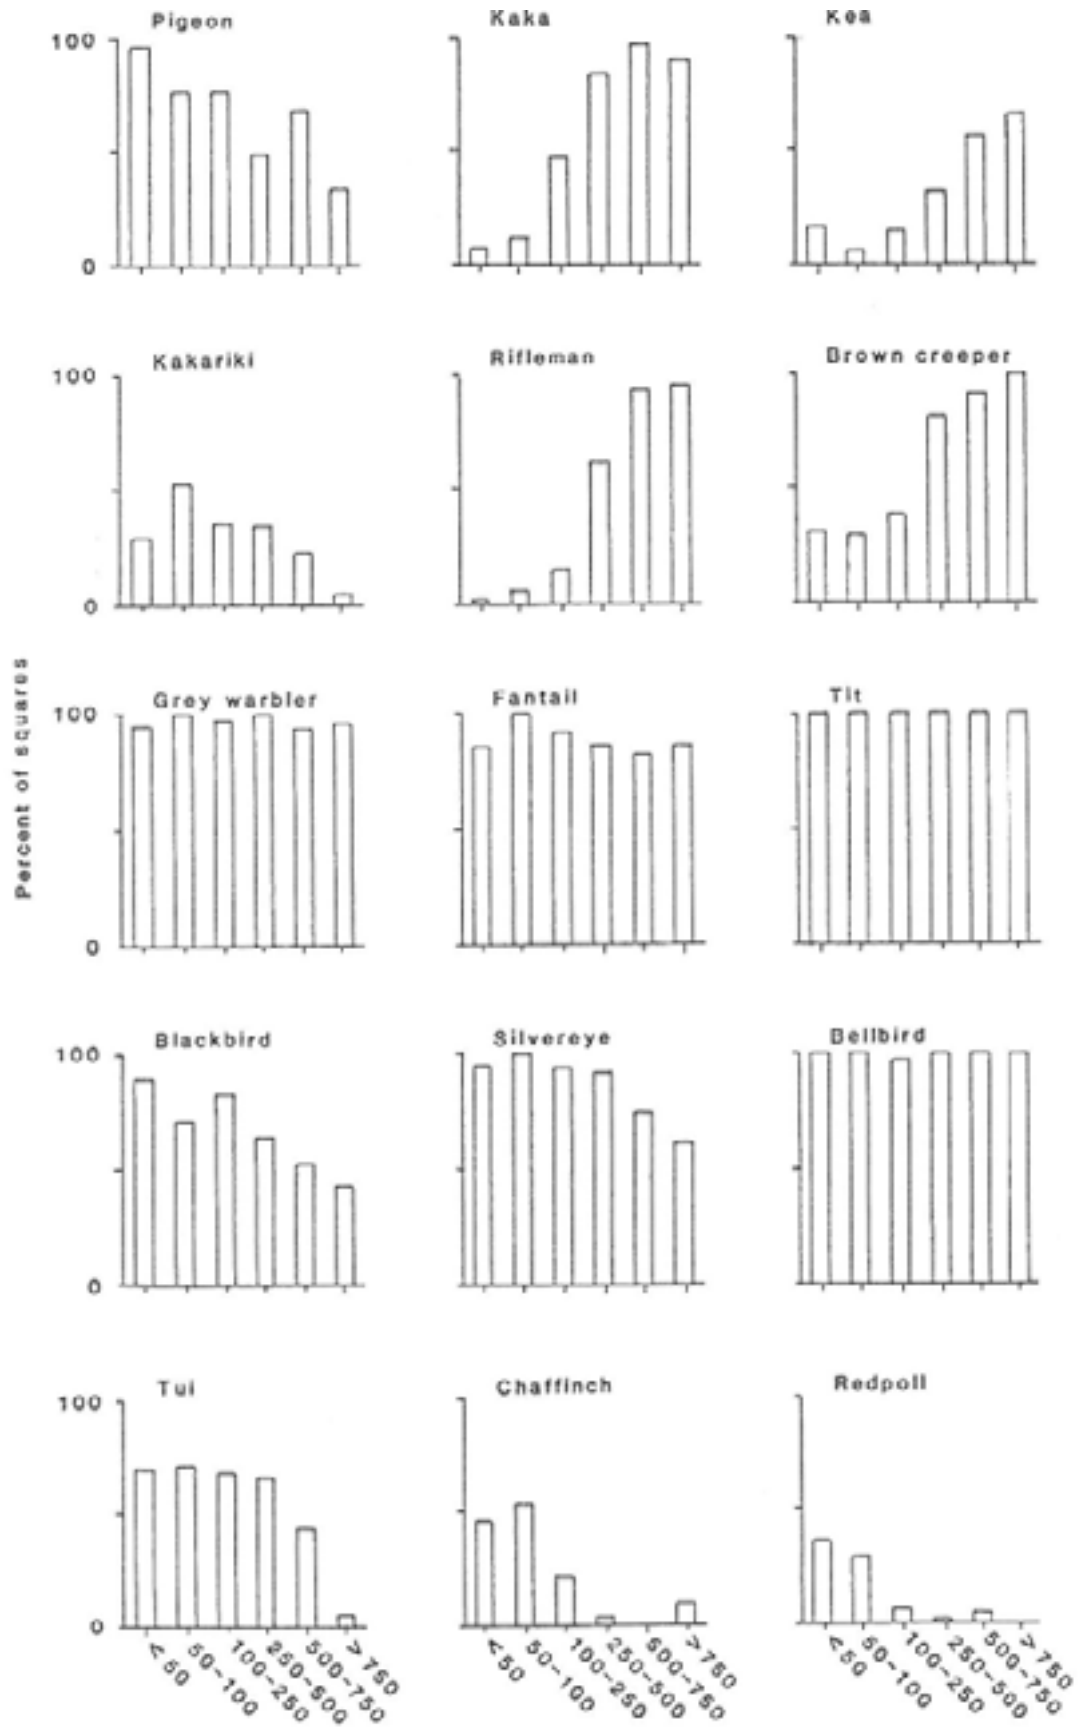 Pigeon Kaka Kea
100
0
Kakariki Rifleman Brown creeper
100
0
Percent of squares
Grey warbler Fantail Tit
100
0
Blackbird Silvereye Bellbird
100
0
Tui Chaffinch Redpoll
100
0
< 50 50-100 100-250 250-500 500-750 > 750
< 50 50-100 100-250 250-500 500-750 > 750
< 50 50-100 100-250 250-500 500-750 > 750